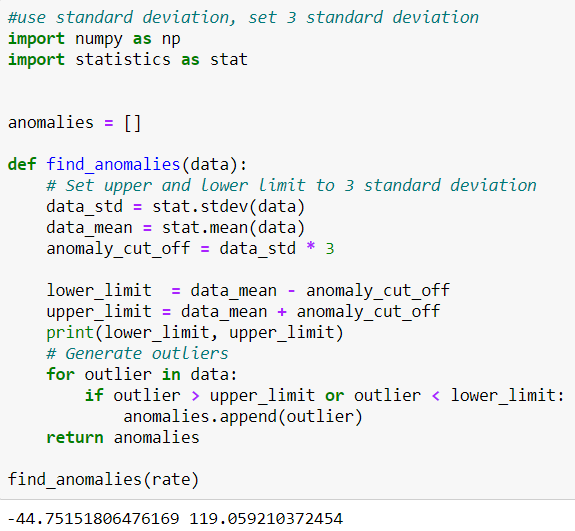 #use standard deviation, set 3 standard deviation
import numpy as np
import statistics as stat
anomalies = []
def find_anomalies(data):
    # Set upper and lower limit to 3 standard deviation
    data_std = stat.stdev(data)
    data_mean = stat.mean(data)
    anomaly_cut_off = data_std * 3
    lower_limit  = data_mean - anomaly_cut_off
    upper_limit = data_mean + anomaly_cut_off
    print(lower_limit, upper_limit)
    # Generate outliers
    for outlier in data:
        if outlier > upper_limit or outlier < lower_limit:
            anomalies.append(outlier)
    return anomalies
find_anomalies(rate)
-44.75151806476169 119.059210372454